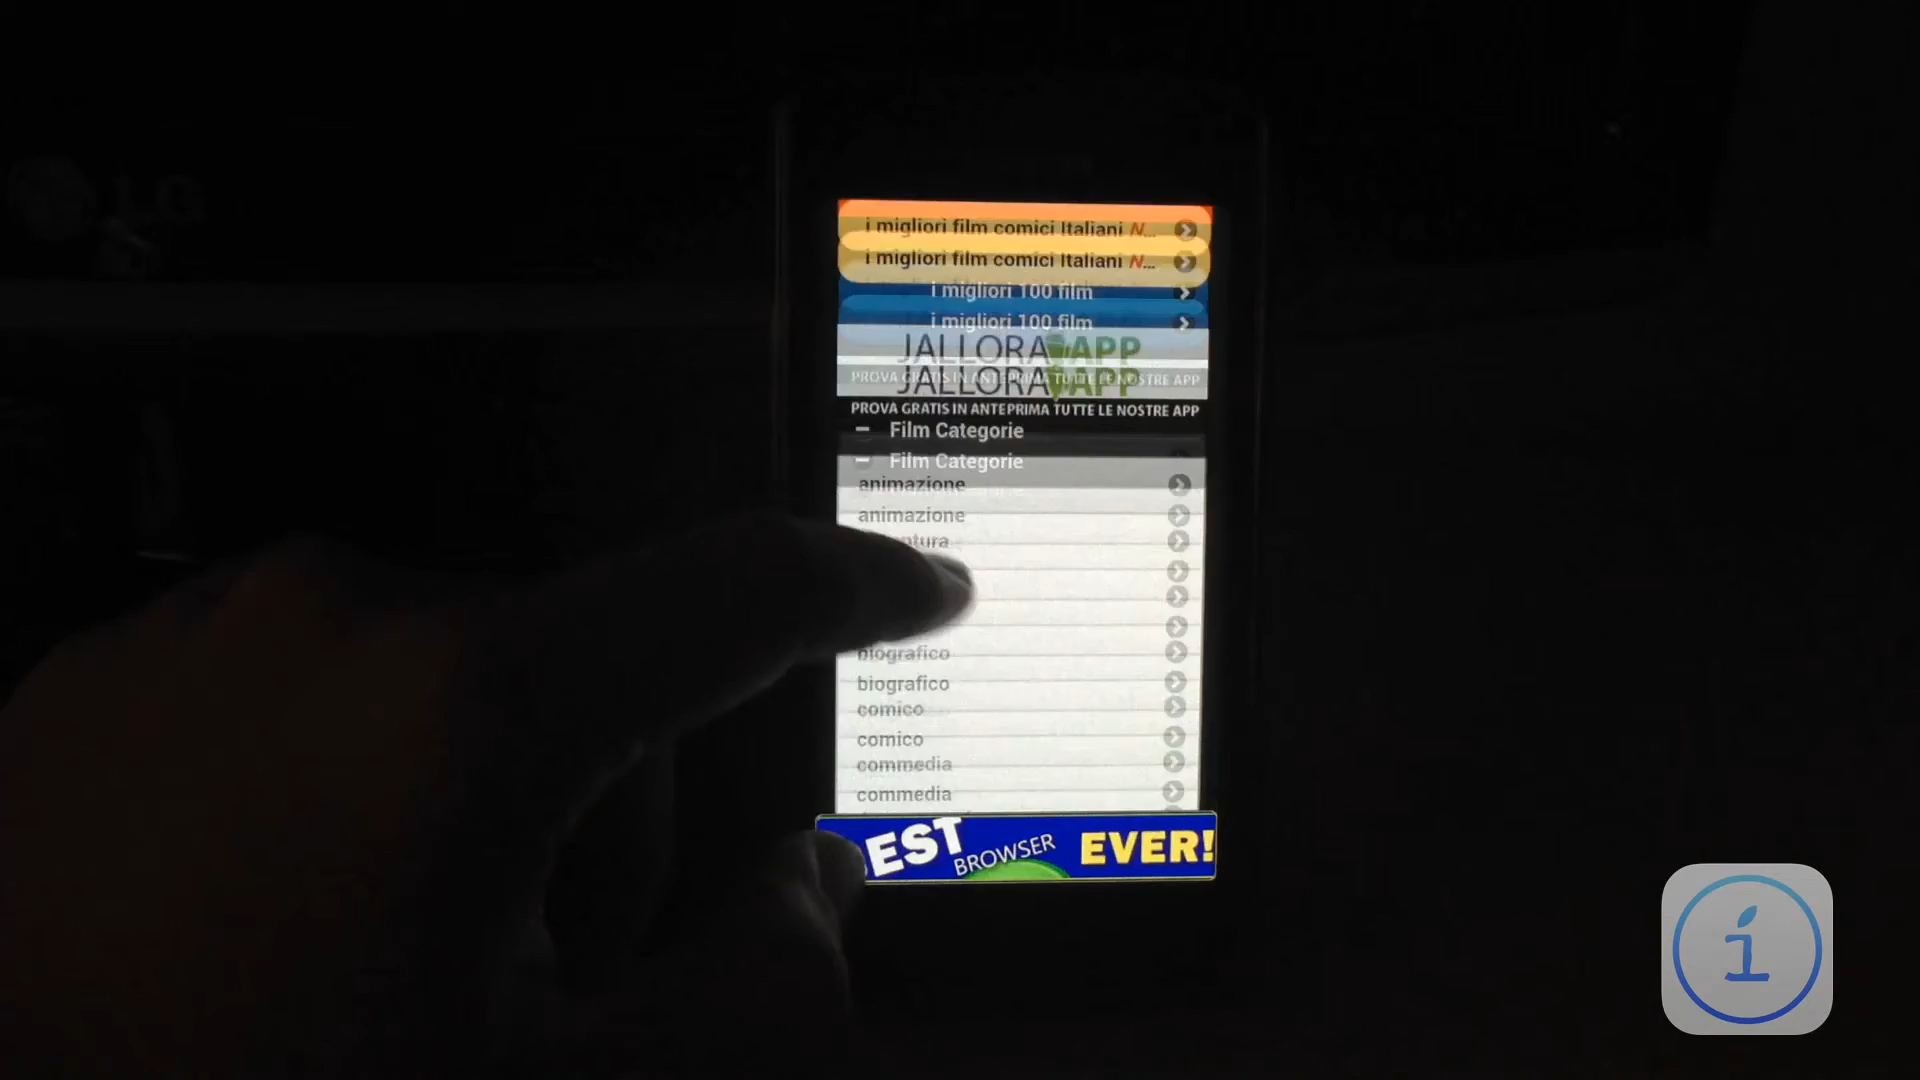 LG
i migliori film comici Italiani N...
i migliori film comici Italiani N...
i migliori 100 film
i migliori 100 film
JALLORA APP
PROVA GRATIS IN ANTEPRIMA TUTTE LE NOSTRE APP
JALLORA APP
PROVA GRATIS IN ANTEPRIMA TUTTE LE NOSTRE APP
Film Categorie
Film Categorie
animazione
animazione
biografico
biografico
comico
comico
commedia
commedia
EST BROWSER EVER!
i